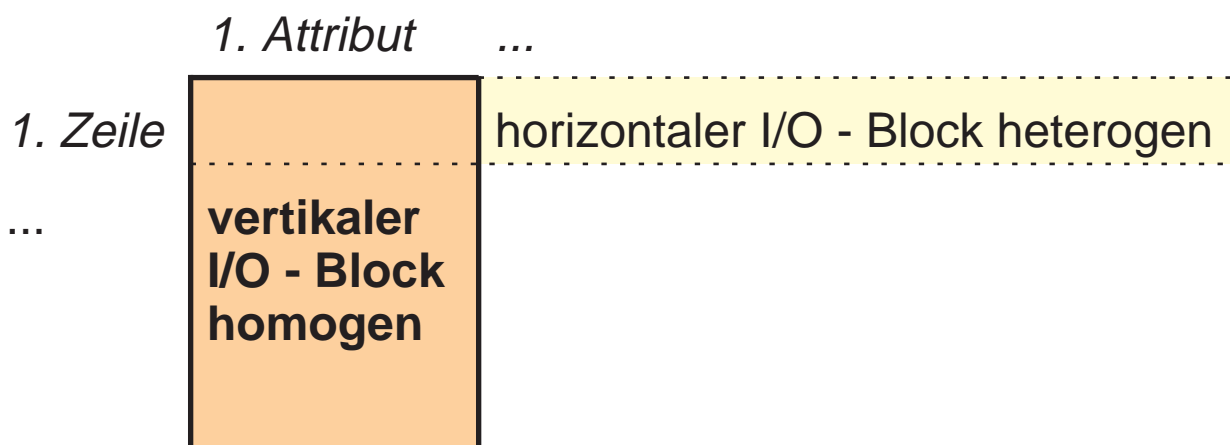 1. Attribut ...
1. Zeile horizontaler I/O - Block heterogen
... vertikaler
I/O - Block
homogen